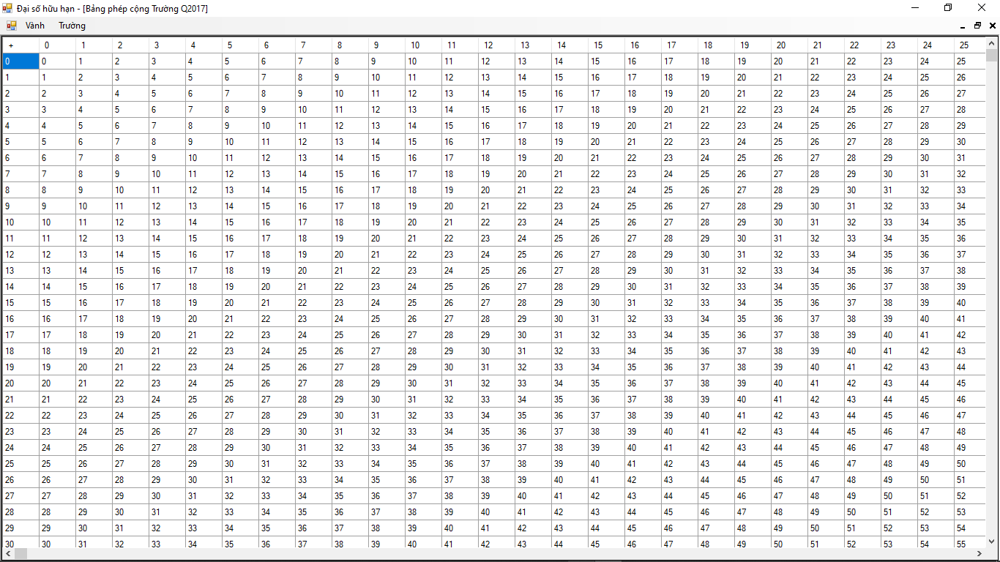 Đại số hữu hạn - [Bảng phép cộng Trường Q2017]
Vành Trường
+ 0 1 2 3 4 5 6 7 8 9 10 11 12 13 14 15 16 17 18 19 20 21 22 23 24 25
0 0 1 2 3 4 5 6 7 8 9 10 11 12 13 14 15 16 17 18 19 20 21 22 23 24 25
1 1 2 3 4 5 6 7 8 9 10 11 12 13 14 15 16 17 18 19 20 21 22 23 24 25 26
2 2 3 4 5 6 7 8 9 10 11 12 13 14 15 16 17 18 19 20 21 22 23 24 25 26 27
3 3 4 5 6 7 8 9 10 11 12 13 14 15 16 17 18 19 20 21 22 23 24 25 26 27 28
4 4 5 6 7 8 9 10 11 12 13 14 15 16 17 18 19 20 21 22 23 24 25 26 27 28 29
5 5 6 7 8 9 10 11 12 13 14 15 16 17 18 19 20 21 22 23 24 25 26 27 28 29 30
6 6 7 8 9 10 11 12 13 14 15 16 17 18 19 20 21 22 23 24 25 26 27 28 29 30 31
7 7 8 9 10 11 12 13 14 15 16 17 18 19 20 21 22 23 24 25 26 27 28 29 30 31 32
8 8 9 10 11 12 13 14 15 16 17 18 19 20 21 22 23 24 25 26 27 28 29 30 31 32 33
9 9 10 11 12 13 14 15 16 17 18 19 20 21 22 23 24 25 26 27 28 29 30 31 32 33 34
10 10 11 12 13 14 15 16 17 18 19 20 21 22 23 24 25 26 27 28 29 30 31 32 33 34 35
11 11 12 13 14 15 16 17 18 19 20 21 22 23 24 25 26 27 28 29 30 31 32 33 34 35 36
12 12 13 14 15 16 17 18 19 20 21 22 23 24 25 26 27 28 29 30 31 32 33 34 35 36 37
13 13 14 15 16 17 18 19 20 21 22 23 24 25 26 27 28 29 30 31 32 33 34 35 36 37 38
14 14 15 16 17 18 19 20 21 22 23 24 25 26 27 28 29 30 31 32 33 34 35 36 37 38 39
15 15 16 17 18 19 20 21 22 23 24 25 26 27 28 29 30 31 32 33 34 35 36 37 38 39 40
16 16 17 18 19 20 21 22 23 24 25 26 27 28 29 30 31 32 33 34 35 36 37 38 39 40 41
17 17 18 19 20 21 22 23 24 25 26 27 28 29 30 31 32 33 34 35 36 37 38 39 40 41 42
18 18 19 20 21 22 23 24 25 26 27 28 29 30 31 32 33 34 35 36 37 38 39 40 41 42 43
19 19 20 21 22 23 24 25 26 27 28 29 30 31 32 33 34 35 36 37 38 39 40 41 42 43 44
20 20 21 22 23 24 25 26 27 28 29 30 31 32 33 34 35 36 37 38 39 40 41 42 43 44 45
21 21 22 23 24 25 26 27 28 29 30 31 32 33 34 35 36 37 38 39 40 41 42 43 44 45 46
22 22 23 24 25 26 27 28 29 30 31 32 33 34 35 36 37 38 39 40 41 42 43 44 45 46 47
23 23 24 25 26 27 28 29 30 31 32 33 34 35 36 37 38 39 40 41 42 43 44 45 46 47 48
24 24 25 26 27 28 29 30 31 32 33 34 35 36 37 38 39 40 41 42 43 44 45 46 47 48 49
25 25 26 27 28 29 30 31 32 33 34 35 36 37 38 39 40 41 42 43 44 45 46 47 48 49 50
26 26 27 28 29 30 31 32 33 34 35 36 37 38 39 40 41 42 43 44 45 46 47 48 49 50 51
27 27 28 29 30 31 32 33 34 35 36 37 38 39 40 41 42 43 44 45 46 47 48 49 50 51 52
28 28 29 30 31 32 33 34 35 36 37 38 39 40 41 42 43 44 45 46 47 48 49 50 51 52 53
29 29 30 31 32 33 34 35 36 37 38 39 40 41 42 43 44 45 46 47 48 49 50 51 52 53 54
30 30 31 32 33 34 35 36 37 38 39 40 41 42 43 44 45 46 47 48 49 50 51 52 53 54 55